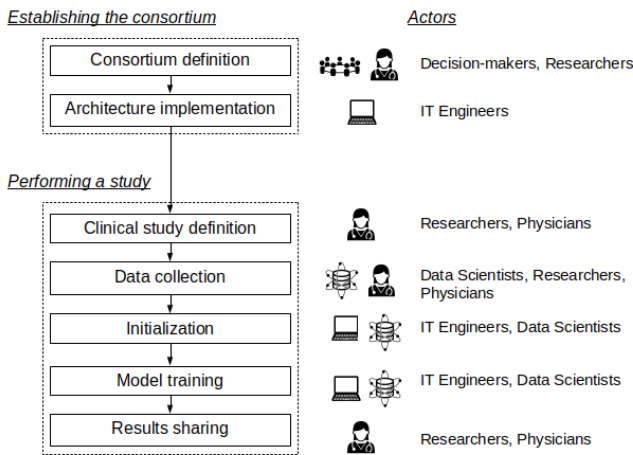 Establishing the consortium
Actors
Consortium definition
Decision-makers, Researchers
Architecture implementation
IT Engineers
Performing a study
Clinical study definition
Researchers, Physicians
Data collection
Data Scientists, Researchers,
Physicians
Initialization
IT Engineers, Data Scientists
Model training
IT Engineers, Data Scientists
Results sharing
Researchers, Physicians